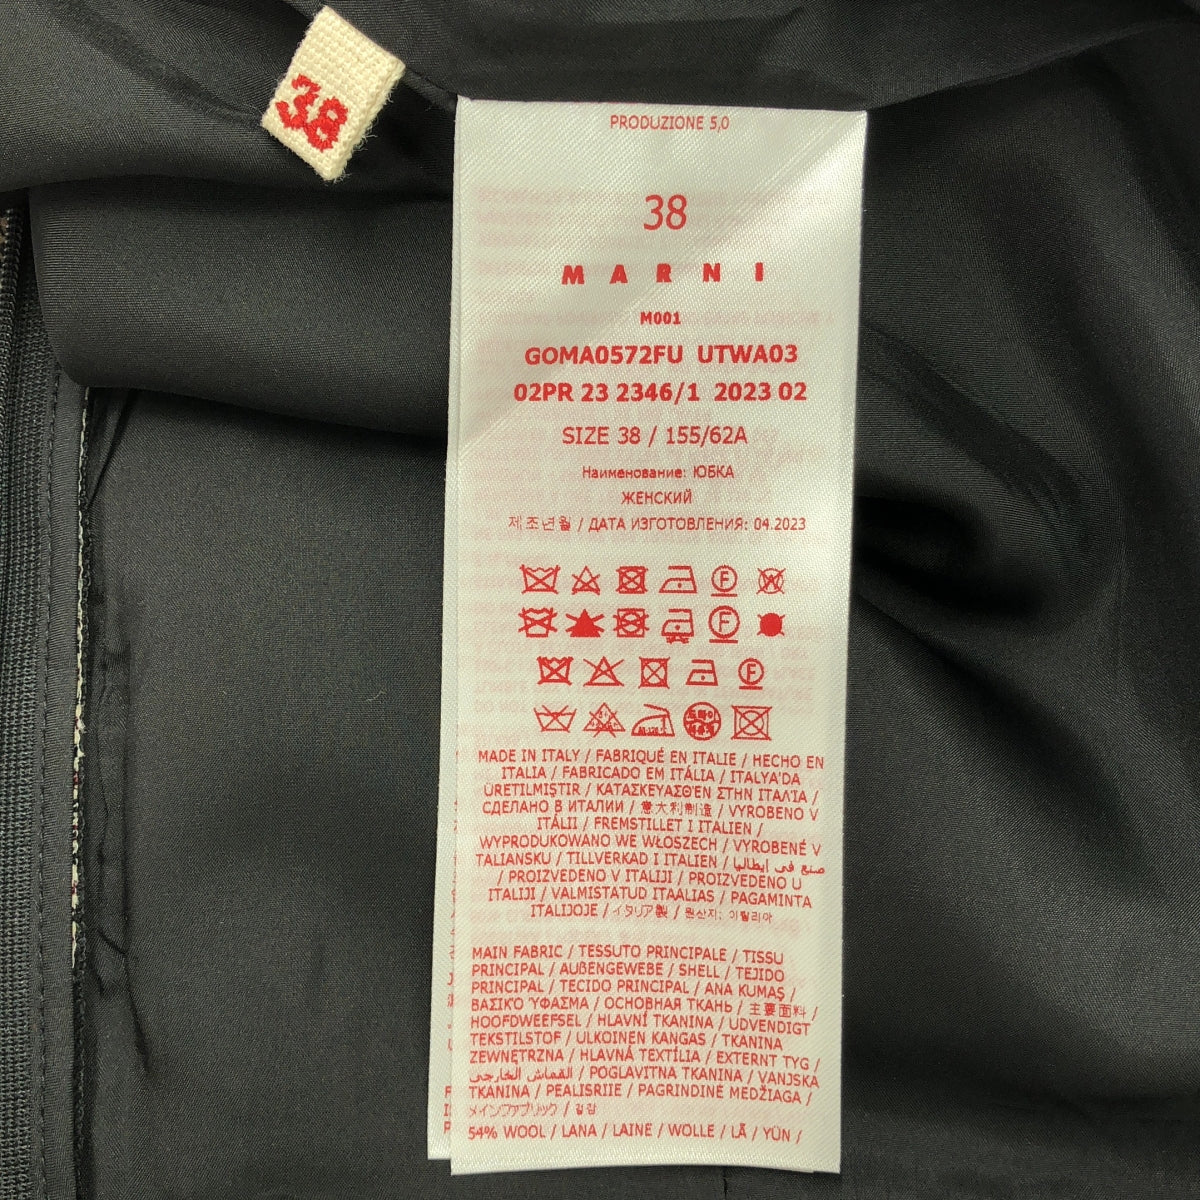 38
PRODUZIONE 5,0
38
MARNI
M001
GOMA0572FU UTWA03
02PR 23 2346/1 2023 02
SIZE 38 / 155/62A
Наименование: ЮБКА
ЖЕНСКИЙ
제조년월 / ДАТА ИЗГОТОВЛЕНИЯ: 04.2023
F W
F
F
MADE IN ITALY / FABRIQUÉ EN ITALIE / HECHO EN
ITALIA / FABRICADO EM ITÁLIA / ITALYA'DA
ÜRETILMIŞTIR / ΚΑΤΑΣΚΕΥΑΣΘ'ΕΝ ΣΤΗΝ ΙΤΑΛ'ΙΑ /
СДЕЛАНО В ИТАЛИИ / 意大利制造 / VYROBENO V
ITÁLII / FREMSTILLET I ITALIEN /
WYPRODUKOWANO WE WŁOSZECH / VYROBENÉ V
TALIANSKU / TILLVERKAD I ITALIEN / صنع في إيطاليا
/ PROIZVEDENO V ITALIJI / PROIZVEDENO U
ITALIJI / VALMISTATUD ITAALIAS / PAGAMINTA
ITALIJOJE / イタリア製 / 원산지: 이탈리아
MAIN FABRIC / TESSUTO PRINCIPALE / TISSU
PRINCIPAL / AUßENGEWEBE / SHELL / TEJIDO
PRINCIPAL / TECIDO PRINCIPAL / ANA KUMAŞ /
ΒΑΣΙΚ'Ο 'ΥΦΑΣΜΑ / ОСНОВНАЯ ТКАНЬ / 主要面料 /
HOOFDWEEFSEL / HLAVNÍ TKANINA / UDVENDIGT
TEKSTILSTOF / ULKOINEN KANGAS / TKANINA
ZEWNĘTRZNA / HLAVNÁ TEXTÍLIA / EXTERNT TYG /
القماش الخارجي / POGLAVITNA TKANINA / VANJSKA
TKANINA / PEALISRIIE / PAGRINDINĖ MEDŽIAGA /
メインファブリック / 겉감
54% WOOL / LANA / LAINE / WOLLE / LÃ / YÜN /